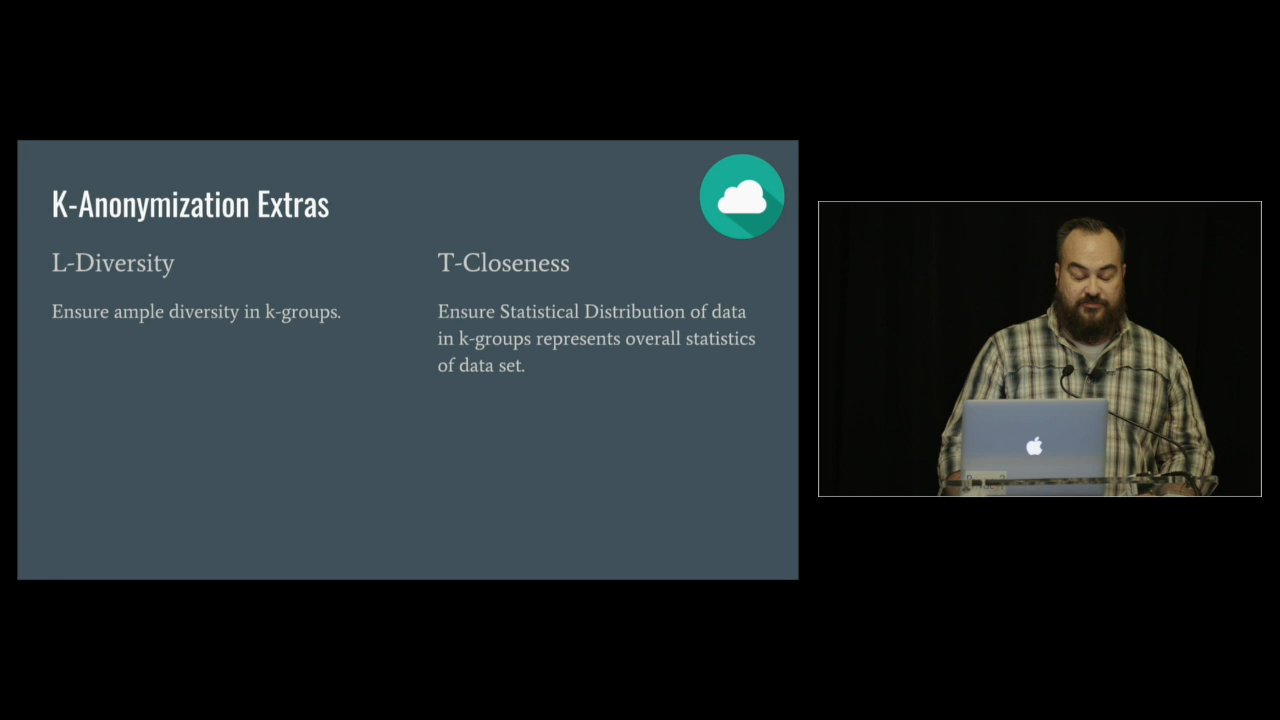 K-Anonymization Extras
L-Diversity
Ensure ample diversity in k-groups.
T-Closeness
Ensure Statistical Distribution of data
in k-groups represents overall statistics
of data set.